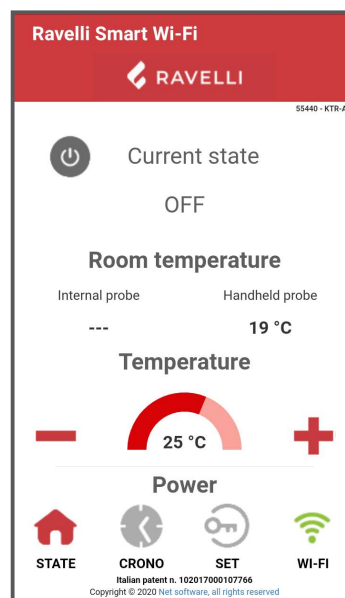 Ravelli Smart Wi-Fi
RAVELLI
55440 - KTR-A
Current state
OFF
Room temperature
Internal probe Handheld probe
--- 19 °C
Temperature
25 °C
Power
STATE CRONO SET WI-FI
Italian patent n. 102017000107766
Copyright © 2020 Net software, all rights reserved